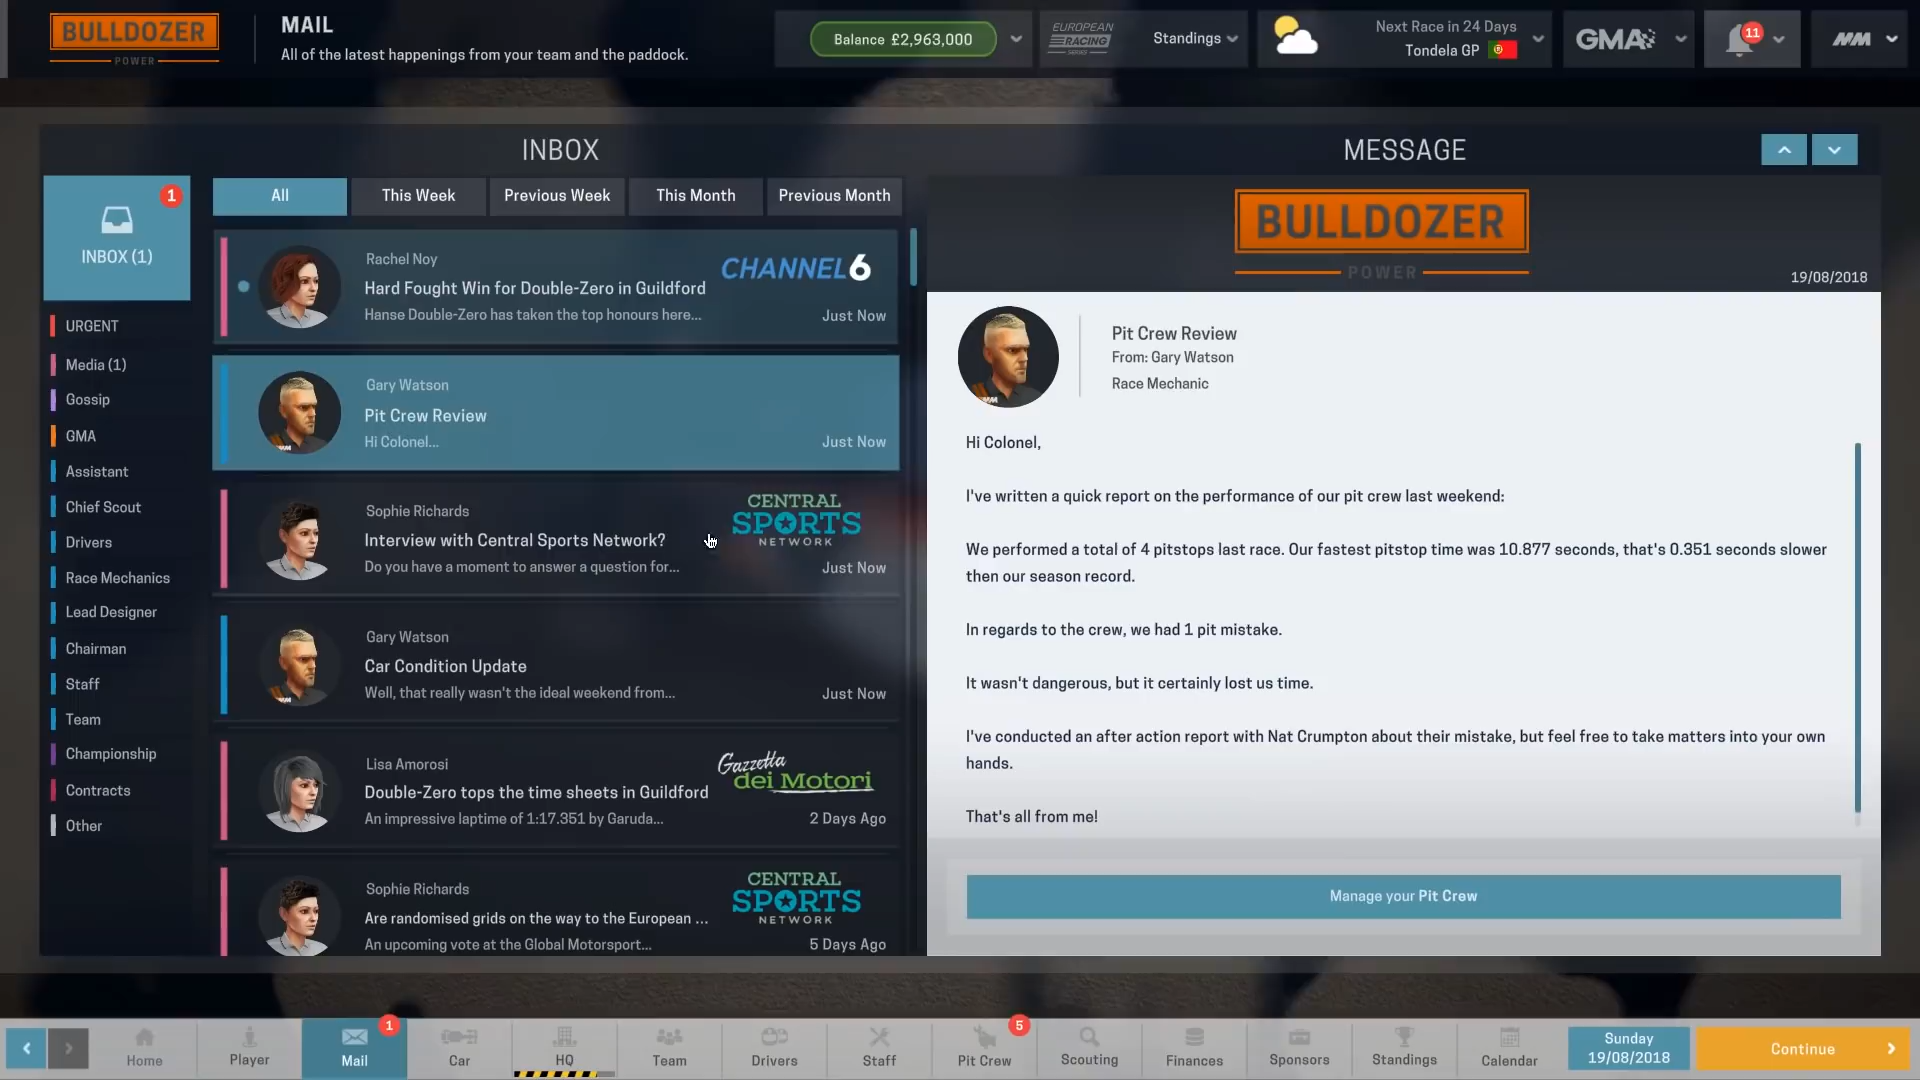 BULLDOZER
POWER
MAIL
All of the latest happenings from your team and the paddock.
Balance £2,963,000
EUROPEAN
RACING
SERIES
Standings
Next Race in 24 Days
Tondela GP
GMA
11
INBOX
MESSAGE
1
INBOX (1)
All
This Week
Previous Week
This Month
Previous Month
URGENT
Media (1)
Gossip
GMA
Assistant
Chief Scout
Drivers
Race Mechanics
Lead Designer
Chairman
Staff
Team
Championship
Contracts
Other
Rachel Noy
Hard Fought Win for Double-Zero in Guildford
Hanse Double-Zero has taken the top honours here...
CHANNEL6
Just Now
Gary Watson
Pit Crew Review
Hi Colonel...
Just Now
Sophie Richards
Interview with Central Sports Network?
Do you have a moment to answer a question for...
CENTRAL
SPORTS
NETWORK
Just Now
Gary Watson
Car Condition Update
Well, that really wasn't the ideal weekend from...
Just Now
Lisa Amorosi
Double-Zero tops the time sheets in Guildford
An impressive laptime of 1:17.351 by Garuda...
Gazzetta
dei Motori
2 Days Ago
Sophie Richards
Are randomised grids on the way to the European ...
An upcoming vote at the Global Motorsport...
CENTRAL
SPORTS
NETWORK
5 Days Ago
BULLDOZER
POWER
19/08/2018
Pit Crew Review
From: Gary Watson
Race Mechanic
Hi Colonel,
I've written a quick report on the performance of our pit crew last weekend:
We performed a total of 4 pitstops last race. Our fastest pitstop time was 10.877 seconds, that's 0.351 seconds slower
then our season record.
In regards to the crew, we had 1 pit mistake.
It wasn't dangerous, but it certainly lost us time.
I've conducted an after action report with Nat Crumpton about their mistake, but feel free to take matters into your own
hands.
That's all from me!
Manage your Pit Crew
Home
Player
1
Mail
Car
HQ
Team
Drivers
Staff
5
Pit Crew
Scouting
Finances
Sponsors
Standings
Calendar
Sunday
19/08/2018
Continue